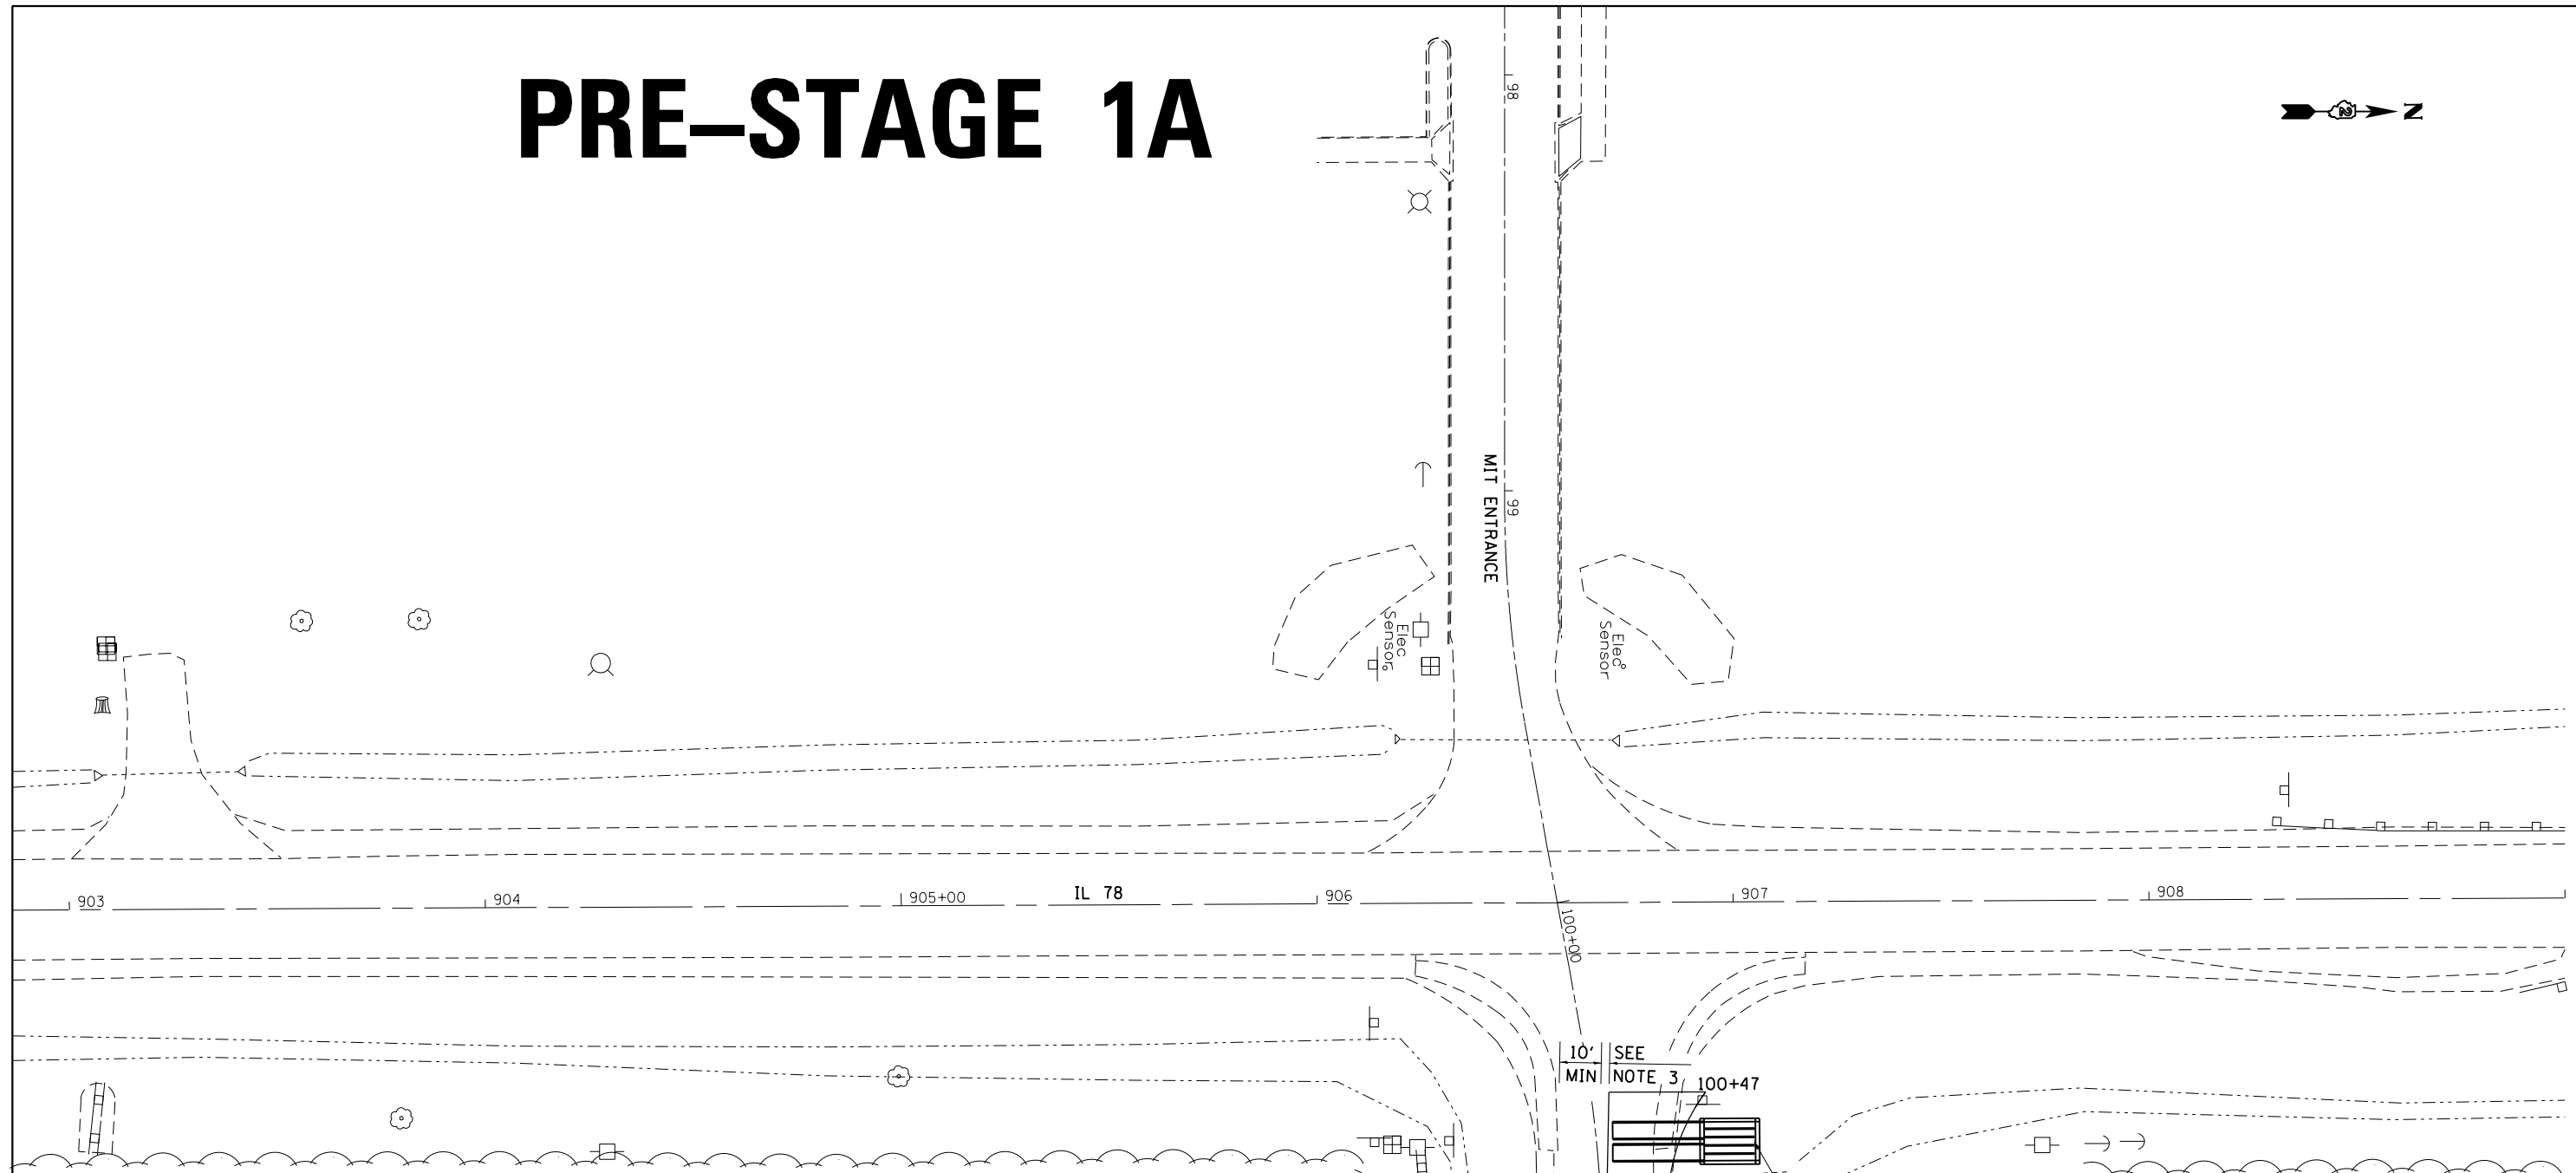 PRE–STAGE 1A
98
N
2
MIT ENTRANCE
99
Elec
Sensor
Elec
Sensor
903
904
905+00
IL 78
906
907
908
100+00
10'
MIN
SEE
NOTE 3
100+47